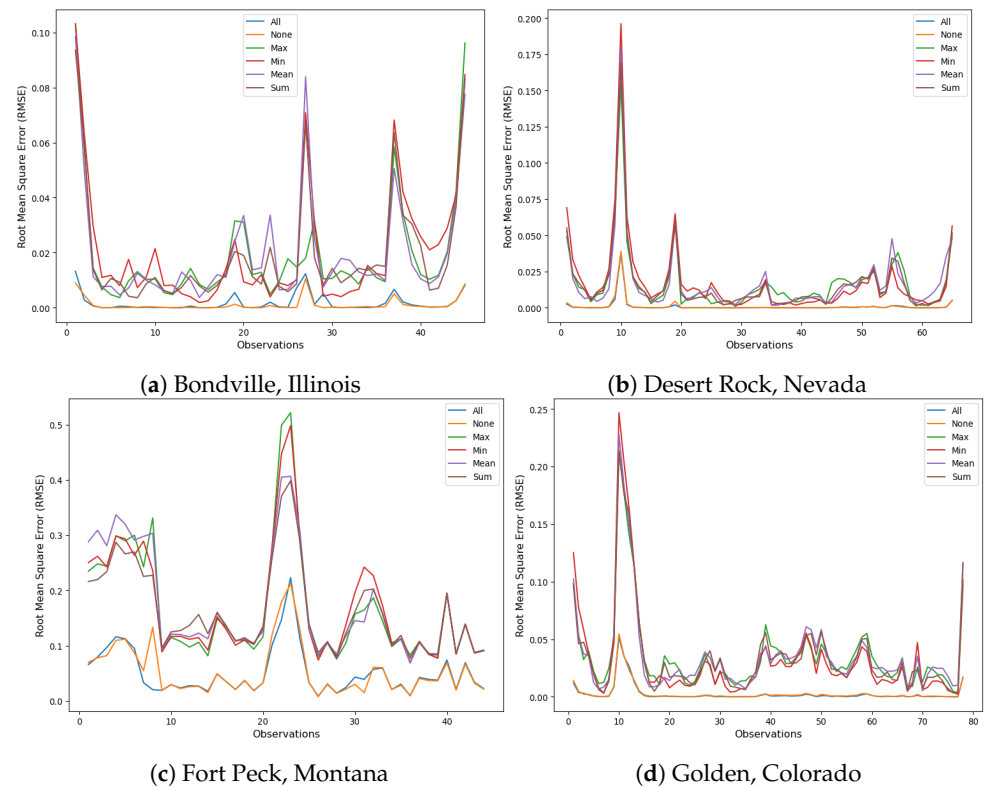 Root Mean Square Error (RMSE)
0.10
0.08
0.06
0.04
0.02
0.00
All
None
Max
Min
Mean
Sum
0 10 20 30 40
Observations
(a) Bondville, Illinois
Root Mean Square Error (RMSE)
0.200
0.175
0.150
0.125
0.100
0.075
0.050
0.025
0.000
All
None
Max
Min
Mean
Sum
0 10 20 30 40 50 60
Observations
(b) Desert Rock, Nevada
Root Mean Square Error (RMSE)
0.5
0.4
0.3
0.2
0.1
0.0
All
None
Max
Min
Mean
Sum
0 10 20 30 40
Observations
(c) Fort Peck, Montana
Root Mean Square Error (RMSE)
0.25
0.20
0.15
0.10
0.05
0.00
All
None
Max
Min
Mean
Sum
0 10 20 30 40 50 60 70 80
Observations
(d) Golden, Colorado